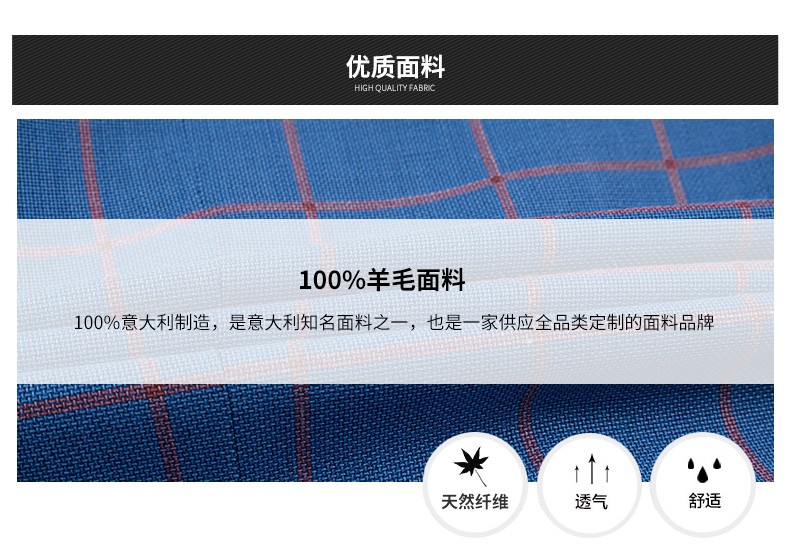 优质面料
HIGH QUALITY FABRIC
100%羊毛面料
100%意大利制造，是意大利知名面料之一，也是一家供应全品类定制的面料品牌
天然纤维
透气
舒适